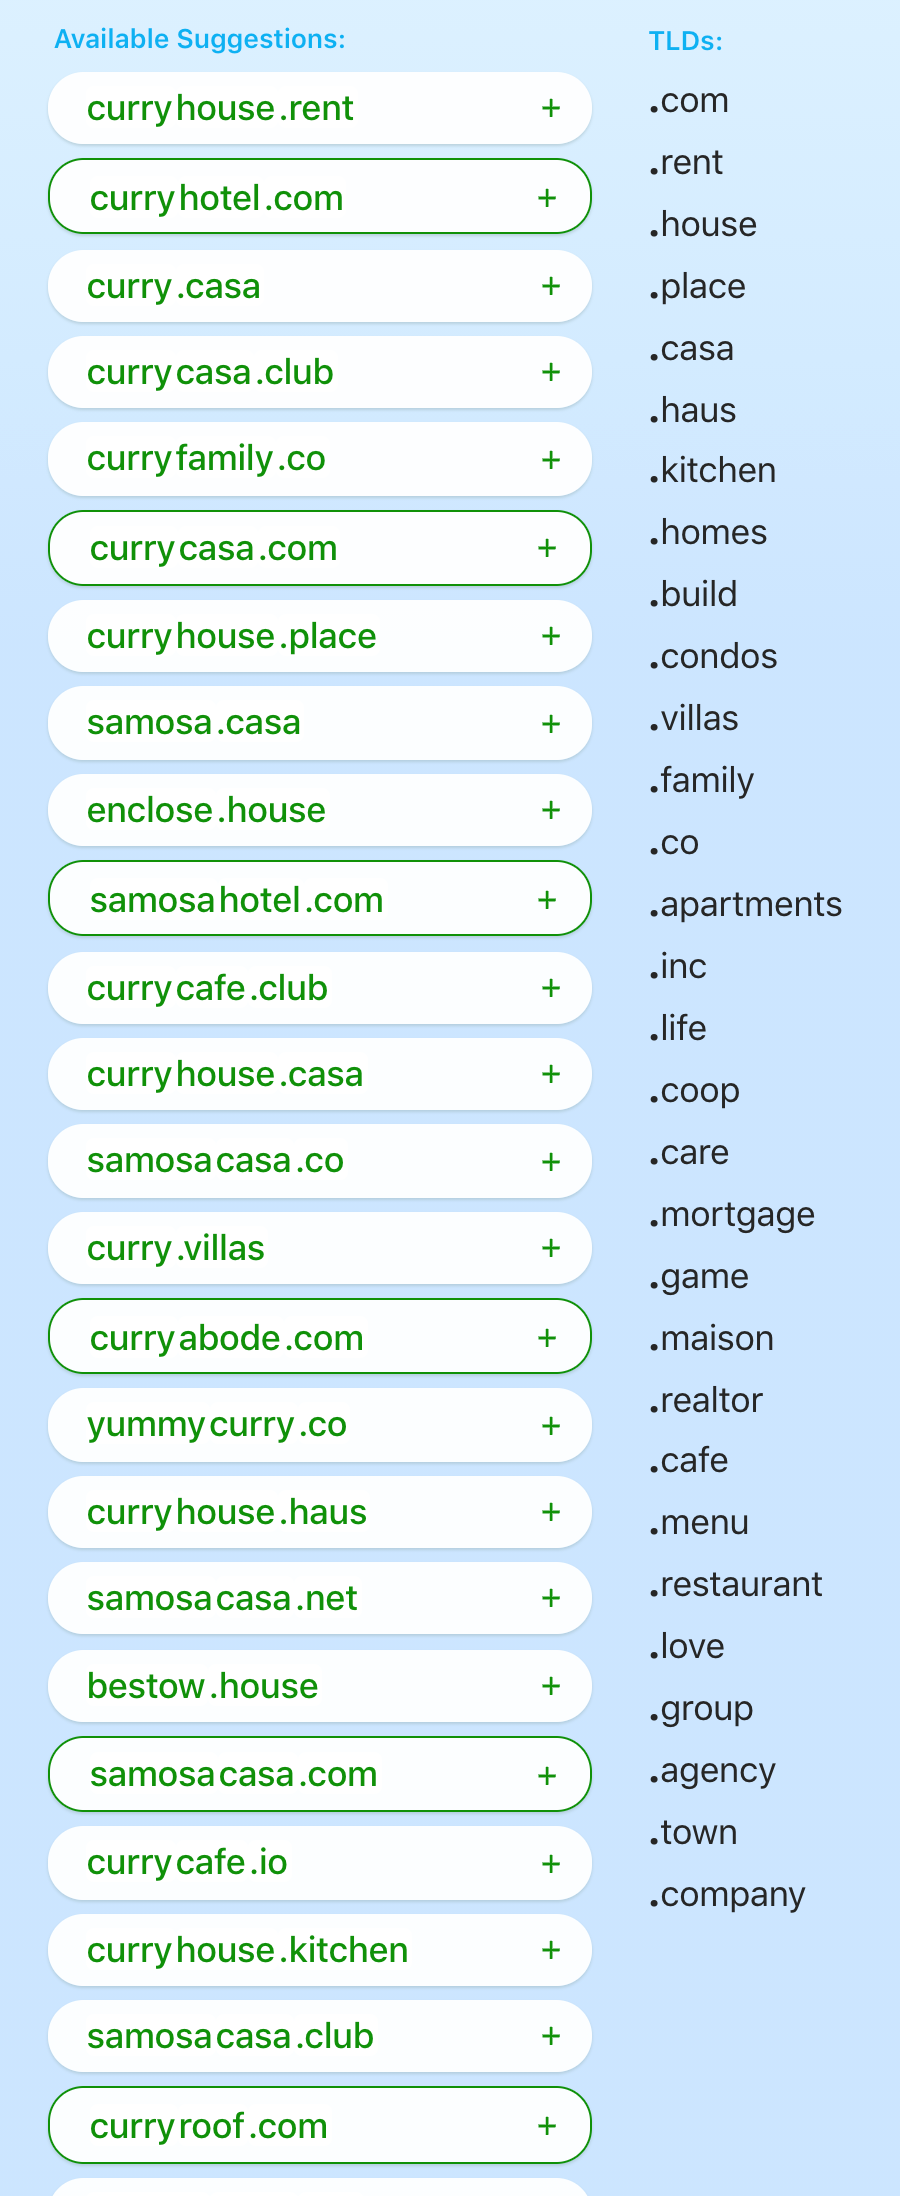 Available Suggestions:
curryhouse.rent +
curryhotel.com +
curry.casa +
currycasa.club +
curryfamily.co +
currycasa.com +
curryhouse.place +
samosa.casa +
enclose.house +
samosahotel.com +
currycafe.club +
curryhouse.casa +
samosacasa.co +
curry.villas +
curryabode.com +
yummycurry.co +
curryhouse.haus +
samosacasa.net +
bestow.house +
samosacasa.com +
currycafe.io +
curryhouse.kitchen +
samosacasa.club +
curryroof.com +
TLDs:
.com
.rent
.house
.place
.casa
.haus
.kitchen
.homes
.build
.condos
.villas
.family
.co
.apartments
.inc
.life
.coop
.care
.mortgage
.game
.maison
.realtor
.cafe
.menu
.restaurant
.love
.group
.agency
.town
.company